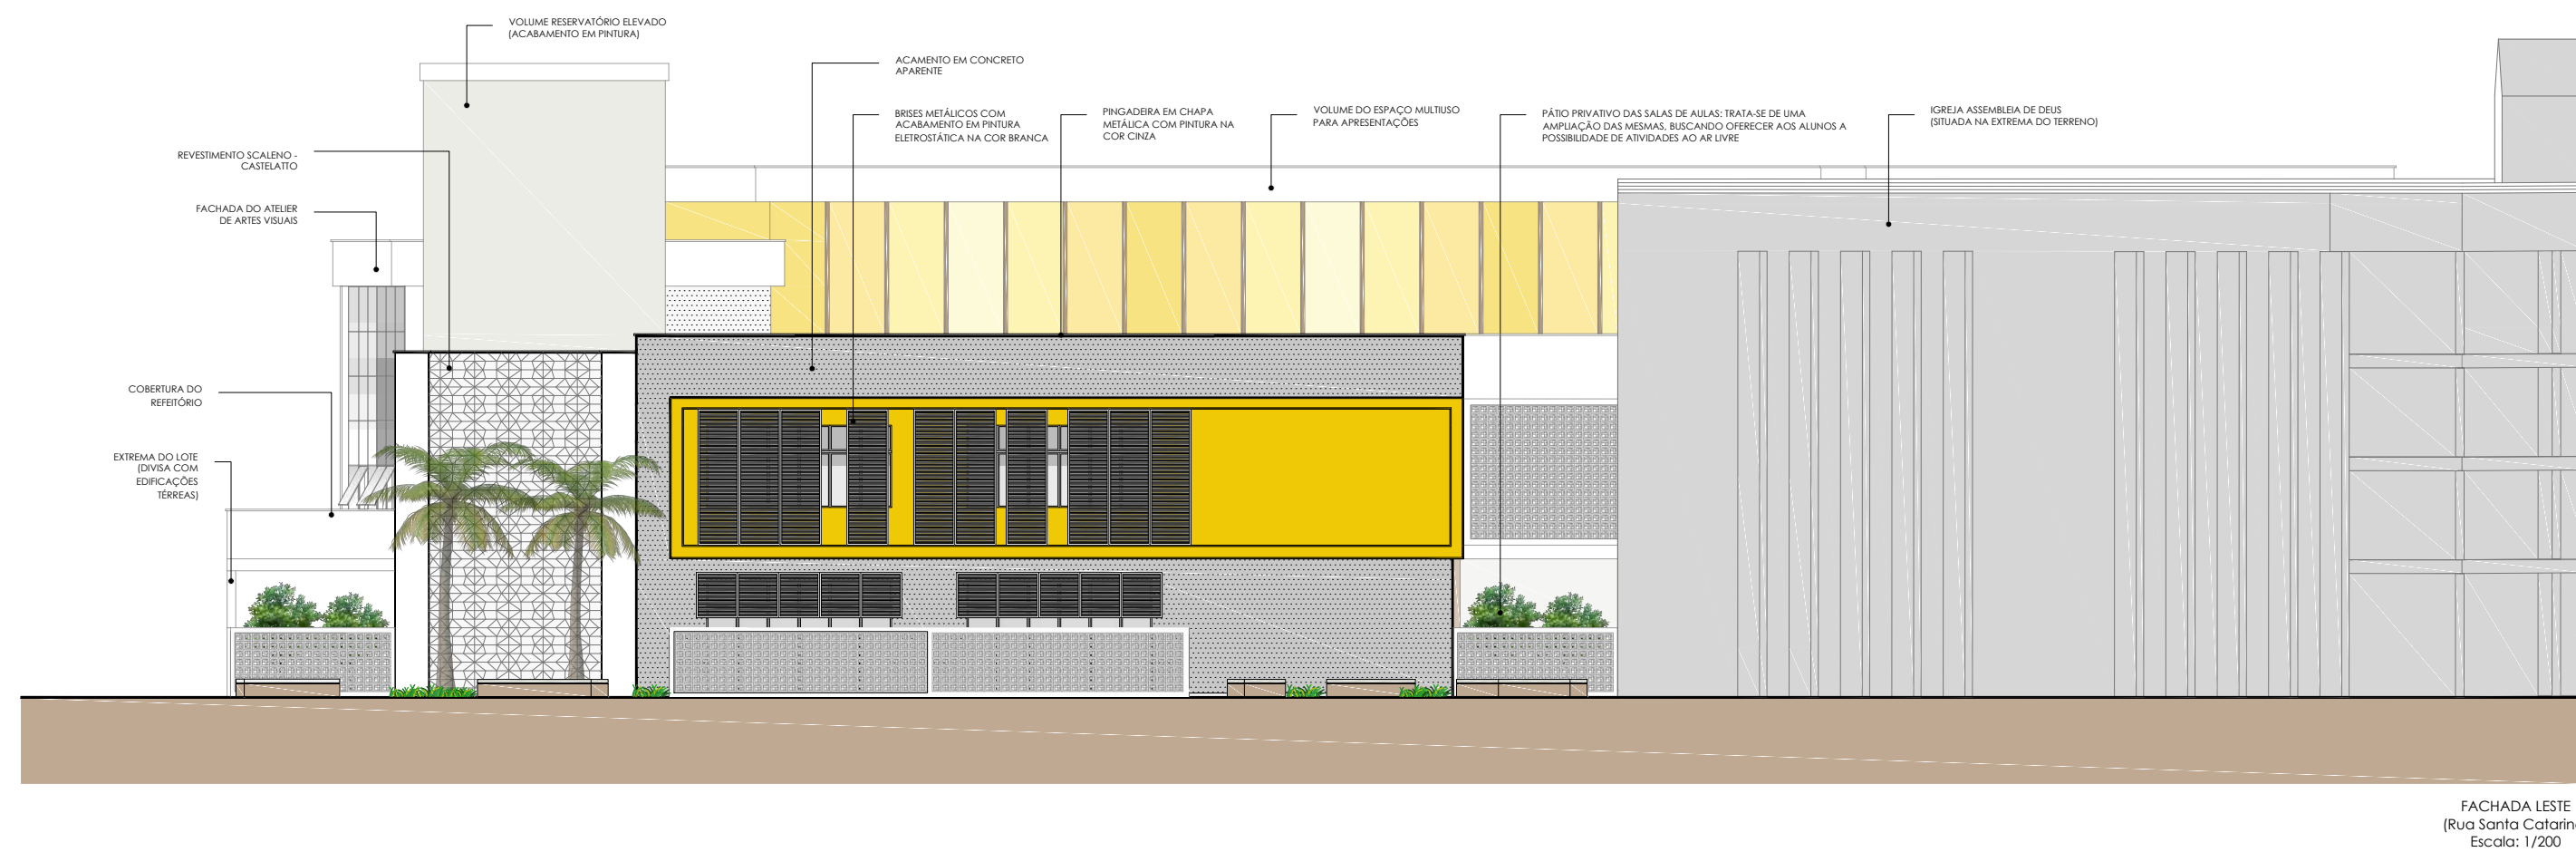 VOLUME RESERVATÓRIO ELEVADO
(ACABAMENTO EM PINTURA)
ACAMENTO EM CONCRETO
APARENTE
BRISES METÁLICOS COM
ACABAMENTO EM PINTURA
ELETROSTÁTICA NA COR BRANCA
PINGADEIRA EM CHAPA
METÁLICA COM PINTURA NA
COR CINZA
VOLUME DO ESPAÇO MULTIUSO
PARA APRESENTAÇÕES
PÁTIO PRIVATIVO DAS SALAS DE AULAS: TRATA-SE DE UMA
AMPLIAÇÃO DAS MESMAS, BUSCANDO OFERECER AOS ALUNOS A
POSSIBILIDADE DE ATIVIDADES AO AR LIVRE
IGREJA ASSEMBLEIA DE DEUS
(SITUADA NA EXTREMA DO TERRENO)
REVESTIMENTO SCALENO -
CASTELATTO
FACHADA DO ATELIER
DE ARTES VISUAIS
COBERTURA DO
REFEITÓRIO
EXTREMA DO LOTE
(DIVISA COM
EDIFICAÇÕES
TÉRREAS)
FACHADA LESTE
(Rua Santa Catarin
Escala: 1/200